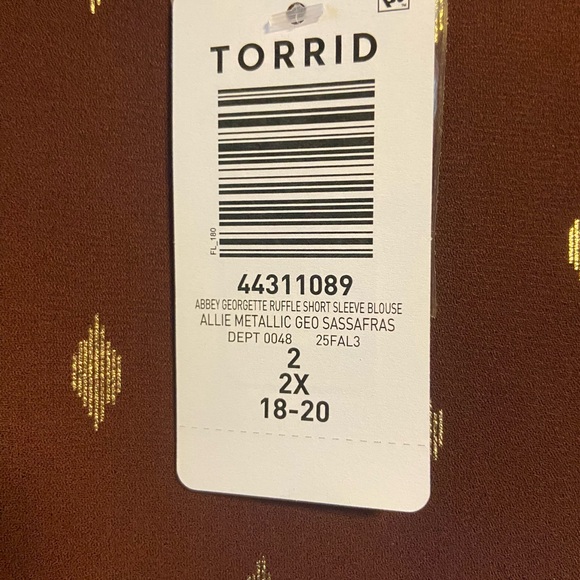 TORRID
FL_180
44311089
ABBEY GEORGETTE RUFFLE SHORT SLEEVE BLOUSE
ALLIE METALLIC GEO SASSAFRAS
DEPT 0048 25FAL3
2
2X
18-20